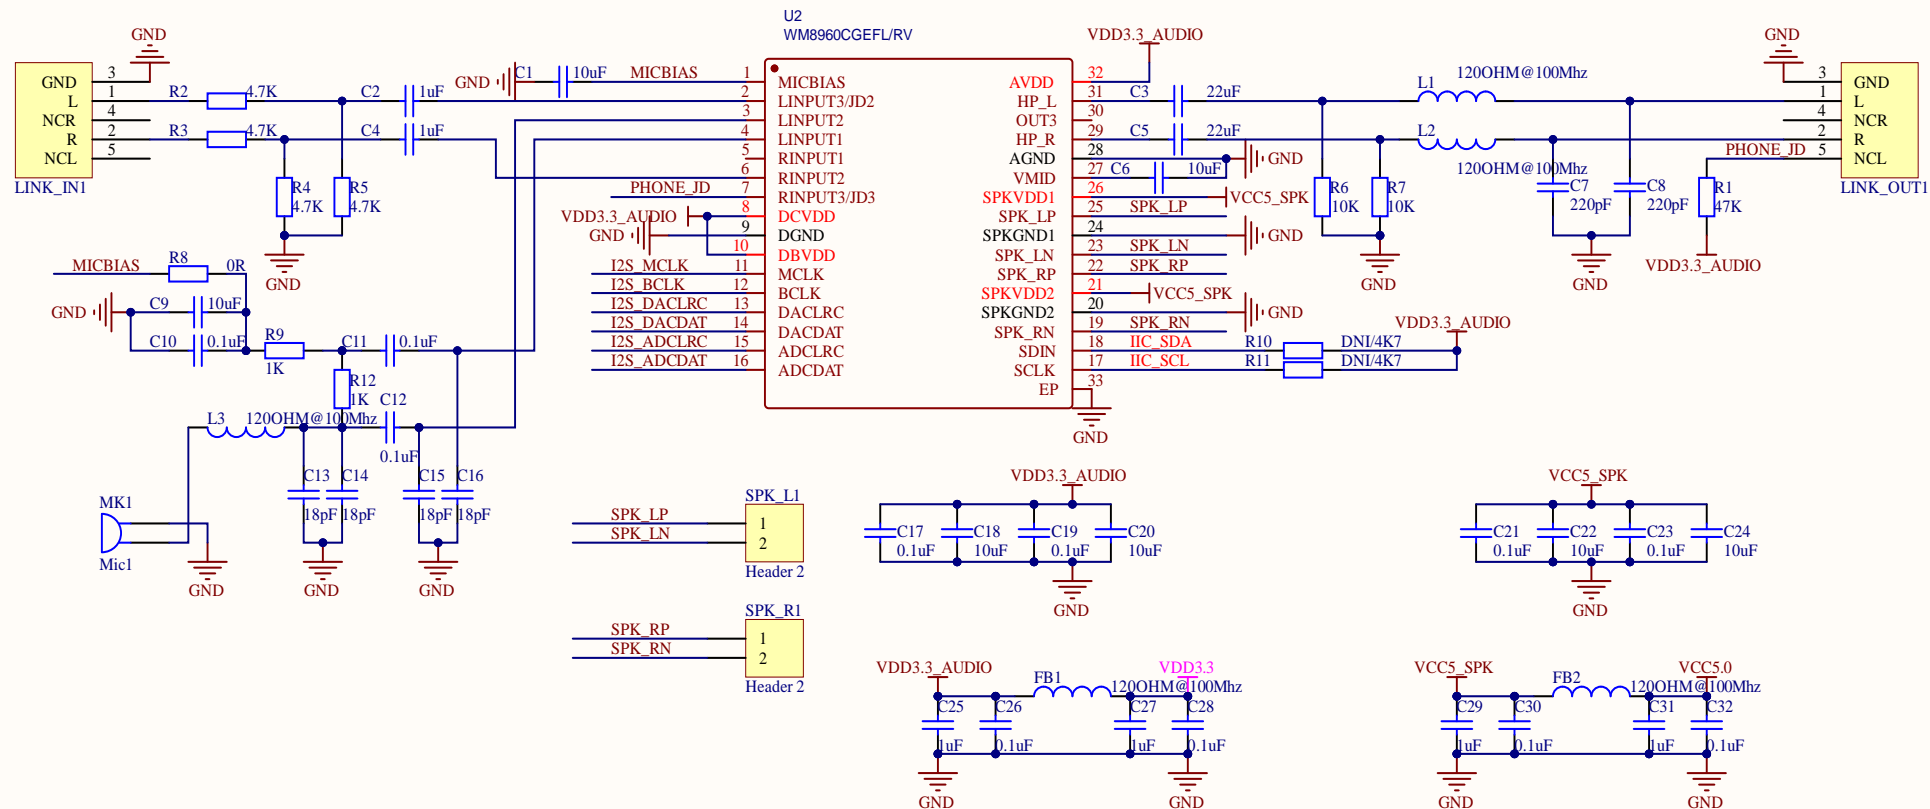 U2
WM8960CGEFL/RV
GND
GND 3
L 1
NCR 4
R 2
NCL 5
LINK_IN1
R2 4.7K
R3 4.7K
C2 1uF
C4 1uF
R4
4.7K
R5
4.7K
GND
GND C1 10uF MICBIAS
PHONE_JD
VDD3.3_AUDIO
GND
I2S_MCLK
I2S_BCLK
I2S_DACLRC
I2S_DACDAT
I2S_ADCLRC
I2S_ADCDAT
1 MICBIAS
2 LINPUT3/JD2
3 LINPUT2
4 LINPUT1
5 RINPUT1
6 RINPUT2
7 RINPUT3/JD3
8 DCVDD
9 DGND
10 DBVDD
11 MCLK
12 BCLK
13 DACLRC
14 DACDAT
15 ADCLRC
16 ADCDAT
AVDD 32
HP_L 31
OUT3 30
HP_R 29
AGND 28
VMID 27
SPKVDD1 26
SPK_LP 25
SPKGND1 24
SPK_LN 23
SPK_RP 22
SPKVDD2 21
SPKGND2 20
SPK_RN 19
SDIN 18
SCLK 17
EP 33
GND
VDD3.3_AUDIO
C3 22uF
C5 22uF
GND
C6 10uF
VCC5_SPK
SPK_LP
GND
SPK_LN
SPK_RP
VCC5_SPK
GND
SPK_RN
IIC_SDA R10 DNI/4K7
IIC_SCL R11 DNI/4K7
VDD3.3_AUDIO
L1 120OHM@100Mhz
L2
120OHM@100Mhz
R6
10K
R7
10K
GND
C7
220pF
C8
220pF
GND
PHONE_JD
R1
47K
VDD3.3_AUDIO
GND
3 GND
1 L
4 NCR
2 R
5 NCL
LINK_OUT1
MICBIAS R8 0R
GND C9 10uF
C10 0.1uF
R9
1K
C11 0.1uF
R12
1K
C12
0.1uF
L3 120OHM@100Mhz
C13
18pF
C14
18pF
C15
18pF
C16
18pF
MK1
Mic1
GND
GND
GND
SPK_L1
SPK_LP 1
SPK_LN 2
Header 2
SPK_R1
SPK_RP 1
SPK_RN 2
Header 2
VDD3.3_AUDIO
C17
0.1uF
C18
10uF
C19
0.1uF
C20
10uF
GND
VCC5_SPK
C21
0.1uF
C22
10uF
C23
0.1uF
C24
10uF
GND
VDD3.3_AUDIO
FB1
VDD3.3
120OHM@100Mhz
C25
1uF
C26
0.1uF
C27
1uF
C28
0.1uF
GND
GND
VCC5_SPK
FB2
VCC5.0
120OHM@100Mhz
C29
1uF
C30
0.1uF
C31
1uF
C32
0.1uF
GND
GND